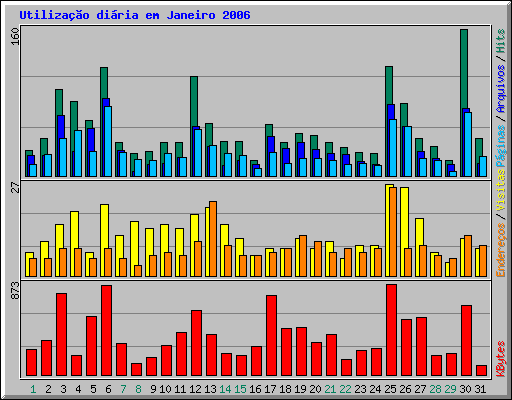 Utilização diária em Janeiro 2006
160
27
873
KBytes
Endereços / Visitas
Páginas / Arquivos / Hits
1 2 3 4 5 6 7 8 9 10 11 12 13 14 15 16 17 18 19 20 21 22 23 24 25 26 27 28 29 30 31